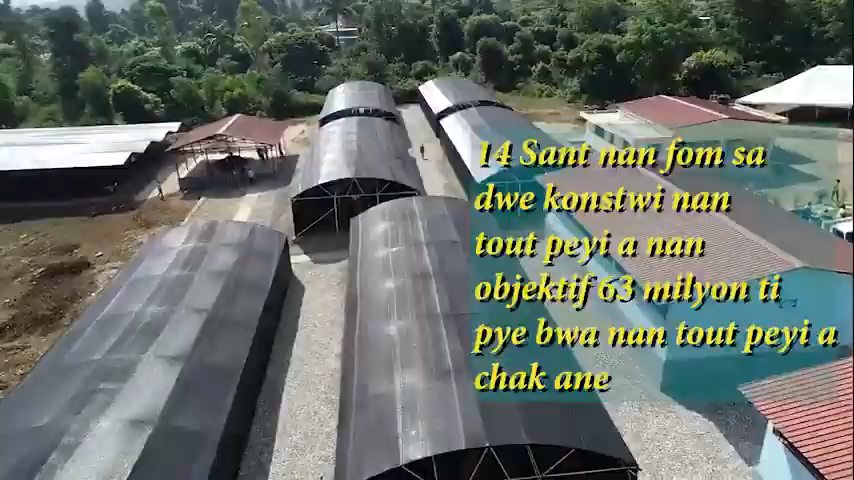 14 Sant nan fom sa
dwe konstwi nan
tout peyi a nan
objektif 63 milyon ti
pye bwa nan tout peyi a
chak ane